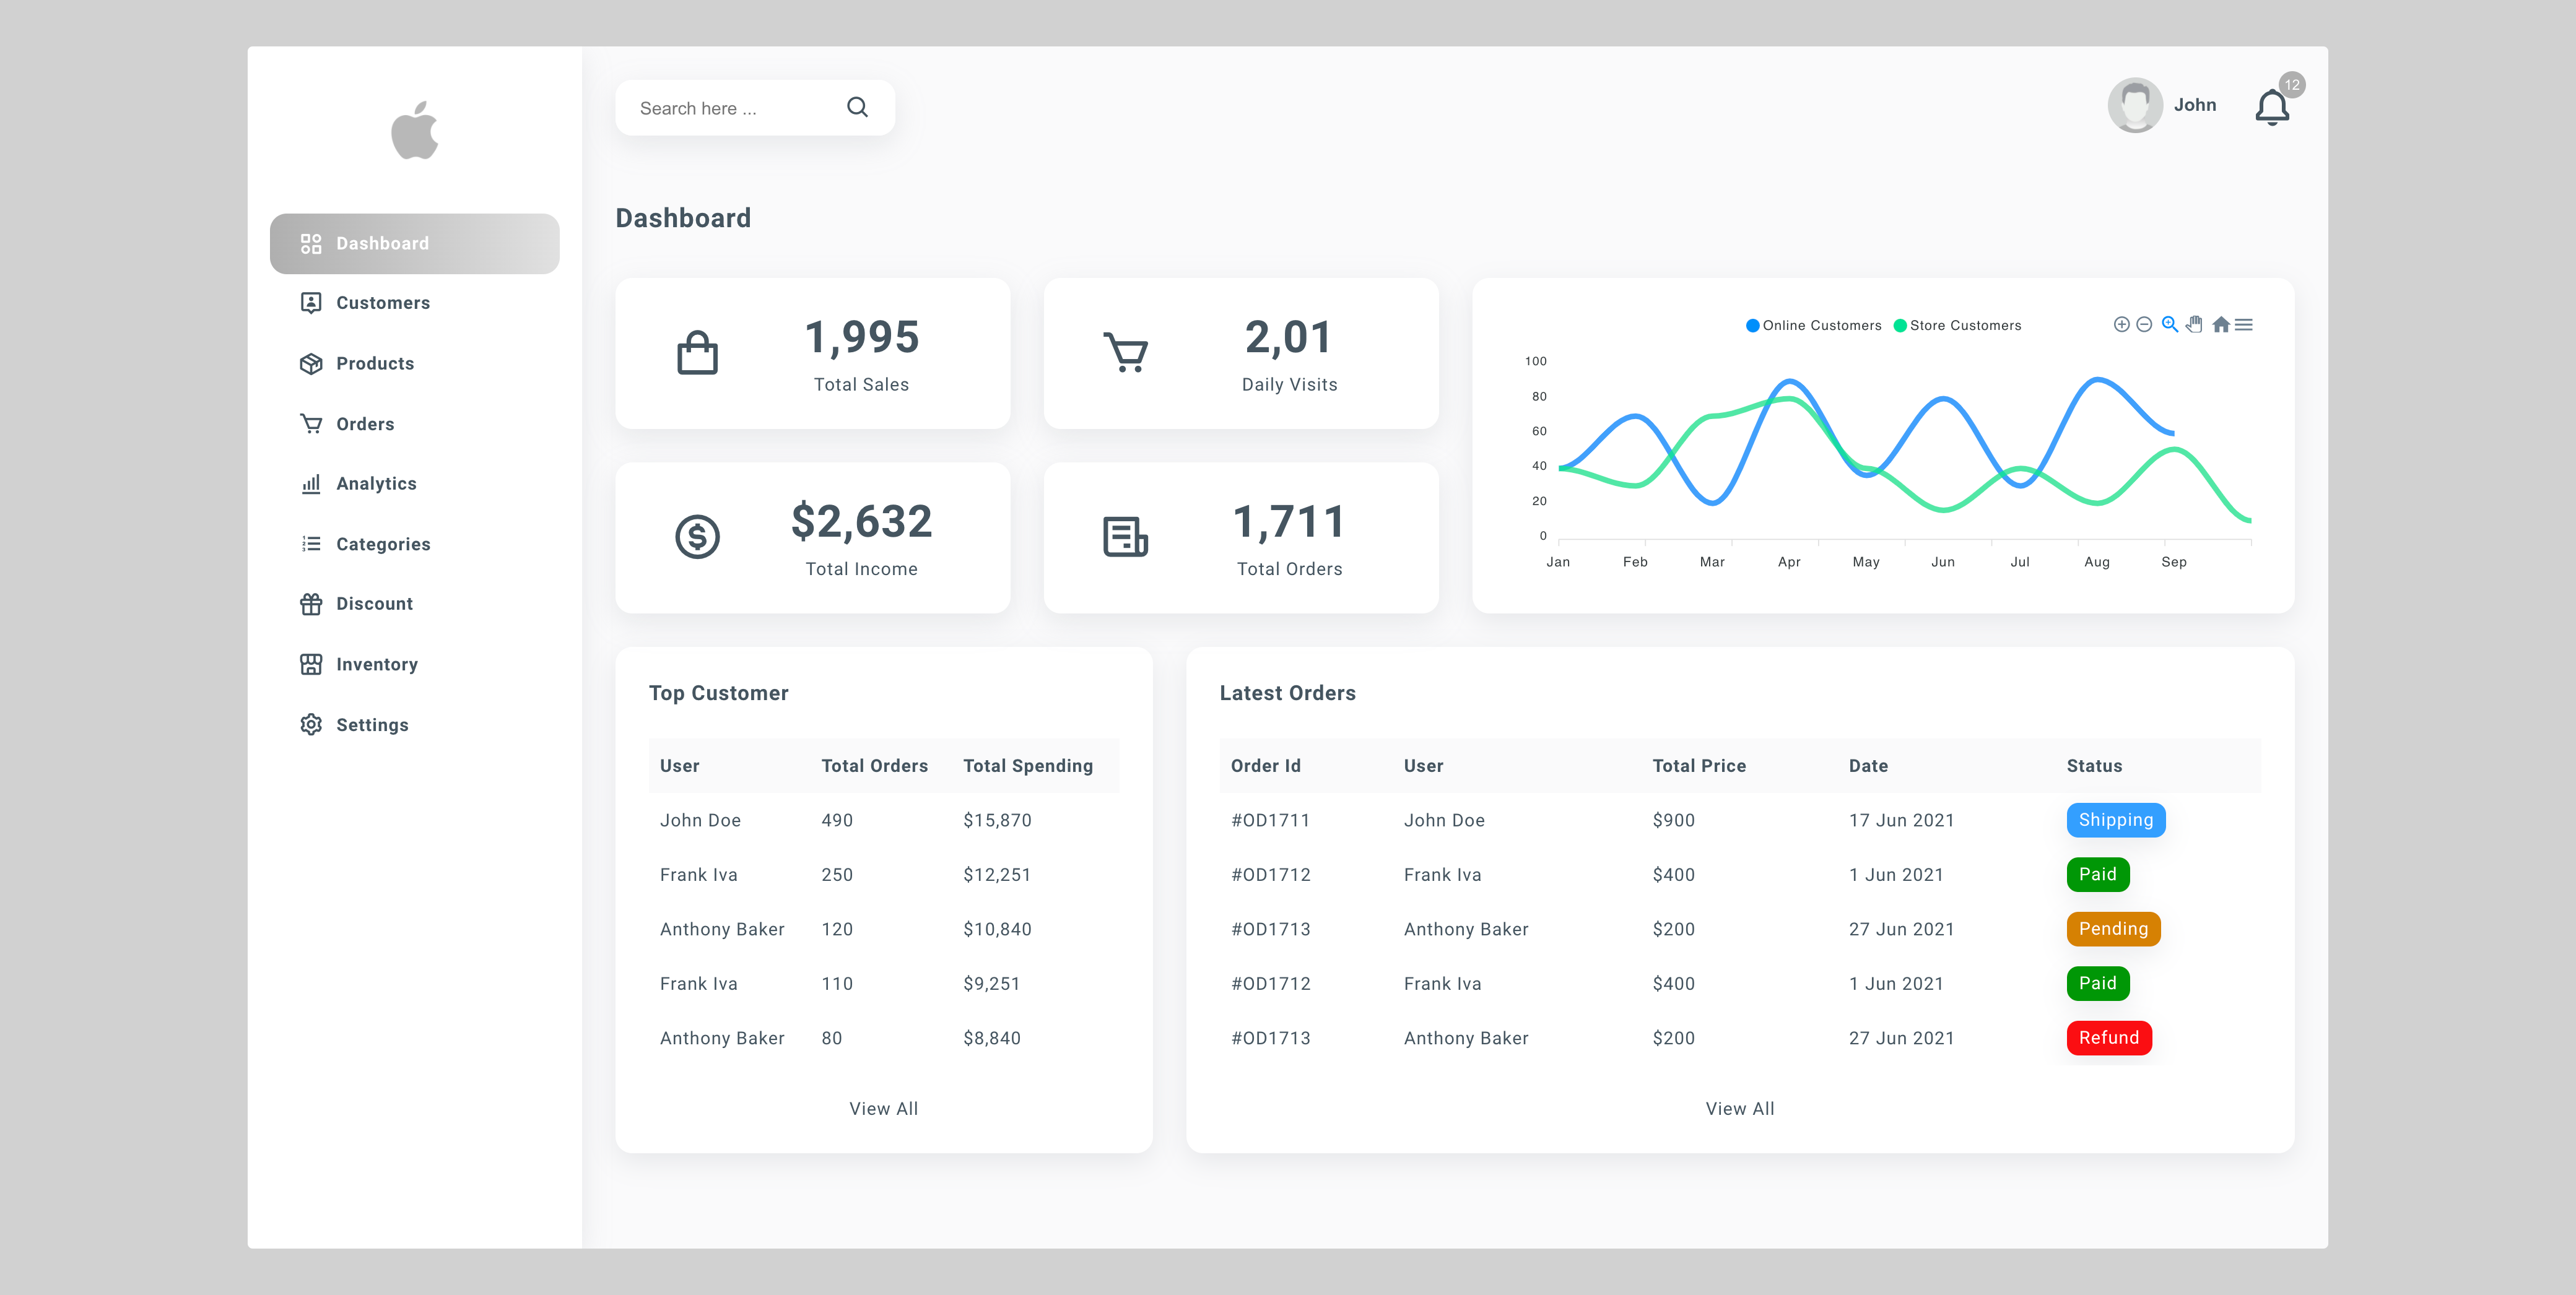 Search here ...
John
12
Dashboard
Customers
Products
Orders
Analytics
Categories
Discount
Inventory
Settings
Dashboard
1,995
Total Sales
2,01
Daily Visits
$2,632
Total Income
1,711
Total Orders
Online Customers Store Customers
100
80
60
40
20
0
Jan Feb Mar Apr May Jun Jul Aug Sep
Top Customer
User Total Orders Total Spending
John Doe 490 $15,870
Frank Iva 250 $12,251
Anthony Baker 120 $10,840
Frank Iva 110 $9,251
Anthony Baker 80 $8,840
View All
Latest Orders
Order Id User Total Price Date Status
#OD1711 John Doe $900 17 Jun 2021 Shipping
#OD1712 Frank Iva $400 1 Jun 2021 Paid
#OD1713 Anthony Baker $200 27 Jun 2021 Pending
#OD1712 Frank Iva $400 1 Jun 2021 Paid
#OD1713 Anthony Baker $200 27 Jun 2021 Refund
View All